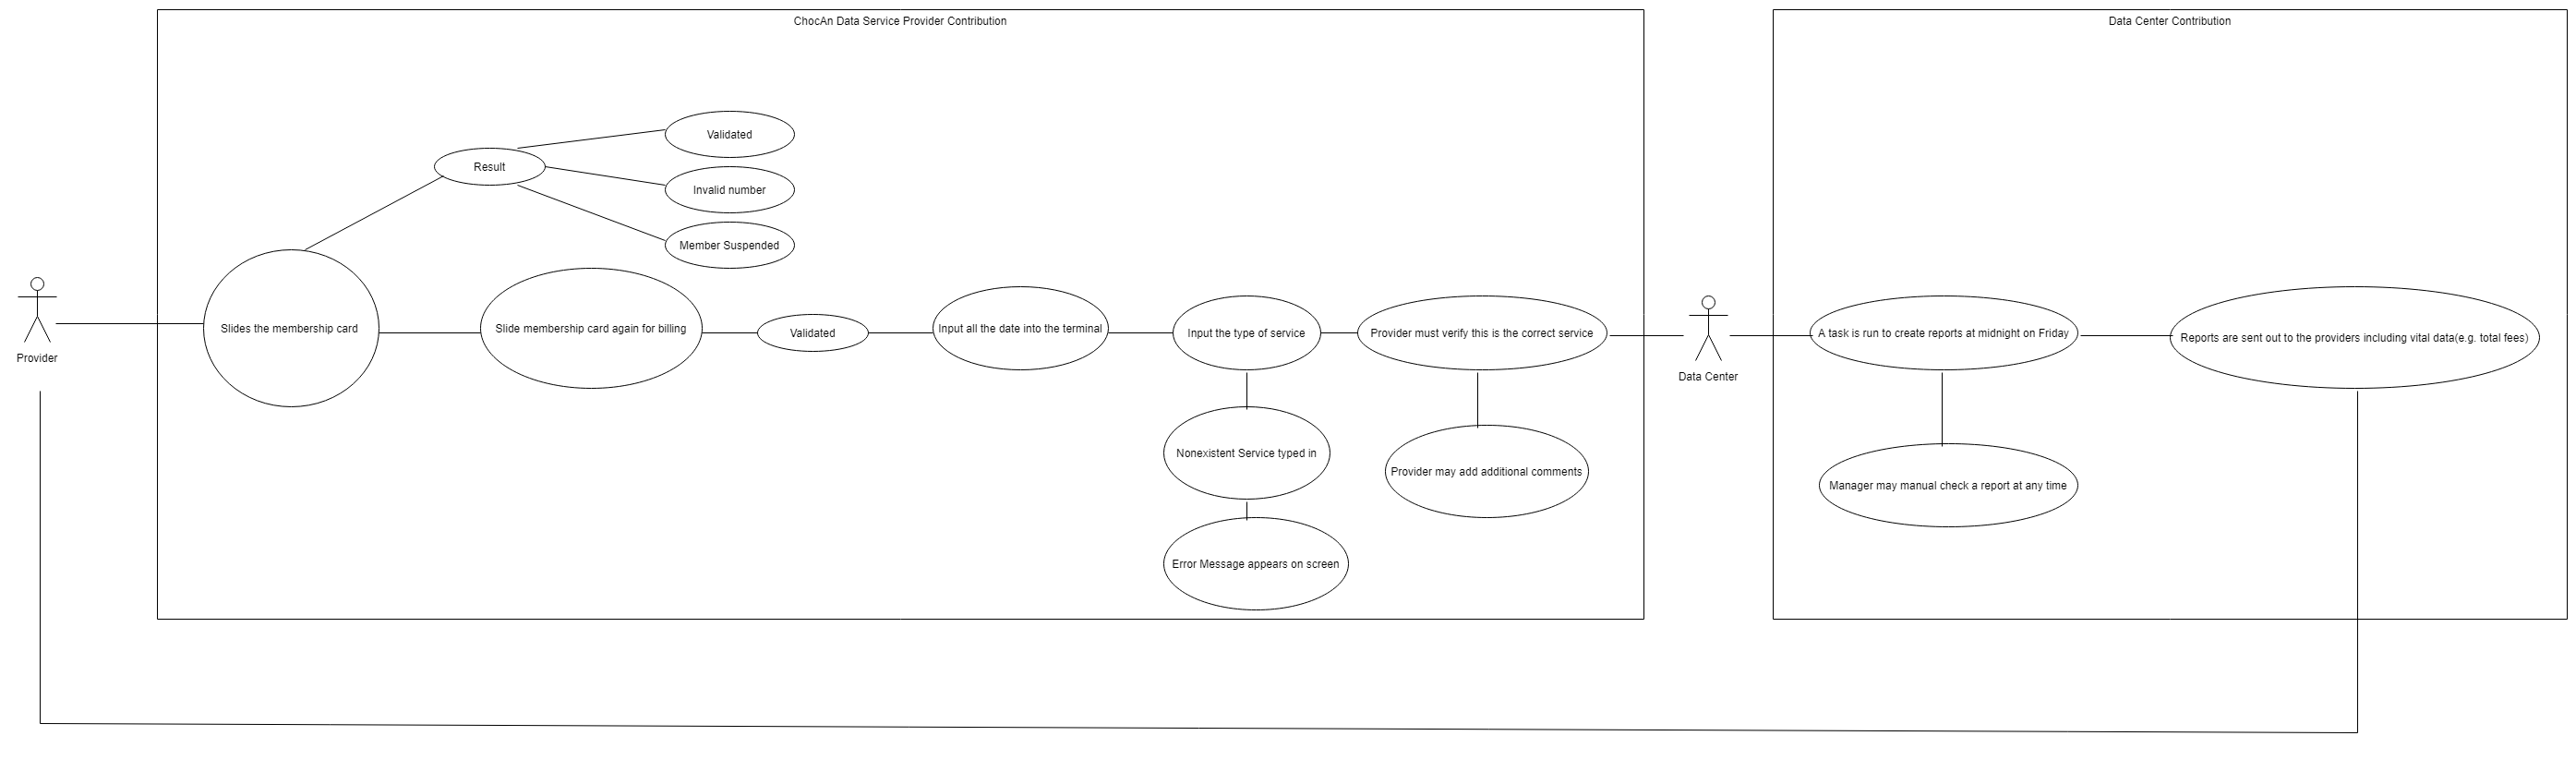 ChocAn Data Service Provider Contribution
Data Center Contribution
Validated
Result
Invalid number
Member Suspended
Provider
Slides the membership card
Slide membership card again for billing
Validated
Input all the date into the terminal
Input the type of service
Provider must verify this is the correct service
Data Center
A task is run to create reports at midnight on Friday
Reports are sent out to the providers including vital data(e.g. total fees)
Nonexistent Service typed in
Provider may add additional comments
Manager may manual check a report at any time
Error Message appears on screen